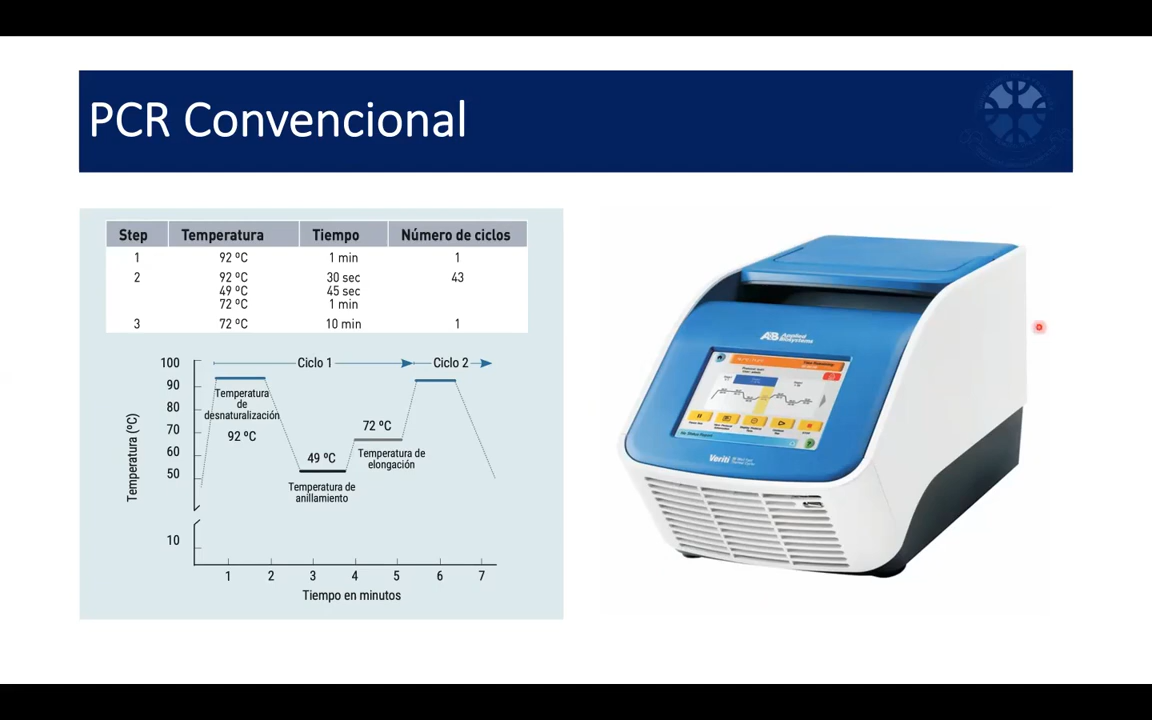 PCR Convencional
Step Temperatura Tiempo Número de ciclos
1 92 ºC 1 min 1
2 92 ºC 30 sec 43
49 ºC 45 sec
72 ºC 1 min
3 72 ºC 10 min 1
Ciclo 1 Ciclo 2
100
90
80
70
60
50
10
Temperatura (ºC)
Temperatura
de
desnaturalización
92 ºC
49 ºC
Temperatura de
anillamiento
72 ºC
Temperatura de
elongación
1 2 3 4 5 6 7
Tiempo en minutos
AB Applied
Biosystems
Veriti